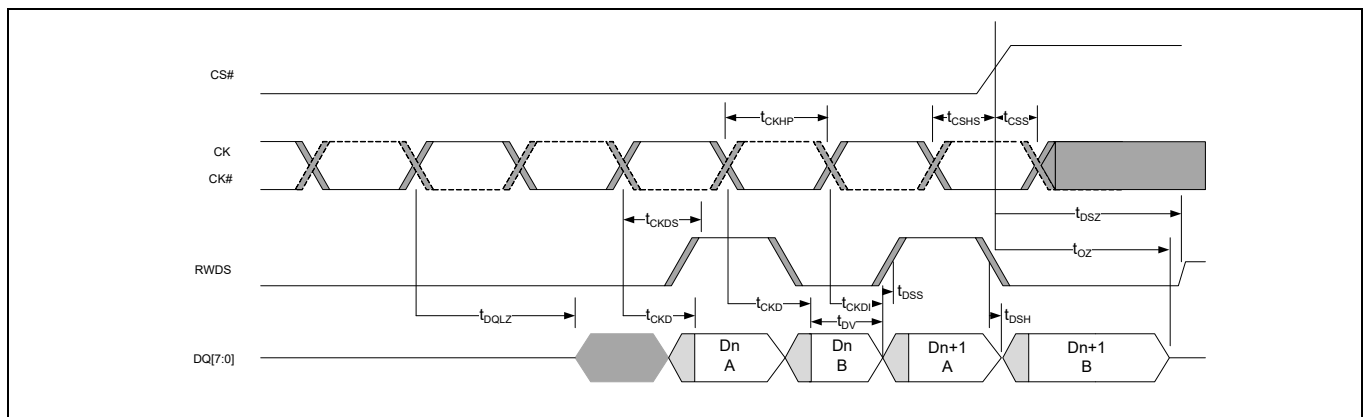 CS#
tCKHP
tCSHS
tCSS
CK
CK#
tDSZ
tCKDS
tOZ
RWDS
tDSS
tCKD
tCKDI
tDQLZ
tCKD
tDV
tDSH
DQ[7:0]
Dn
A
Dn
B
Dn+1
A
Dn+1
B